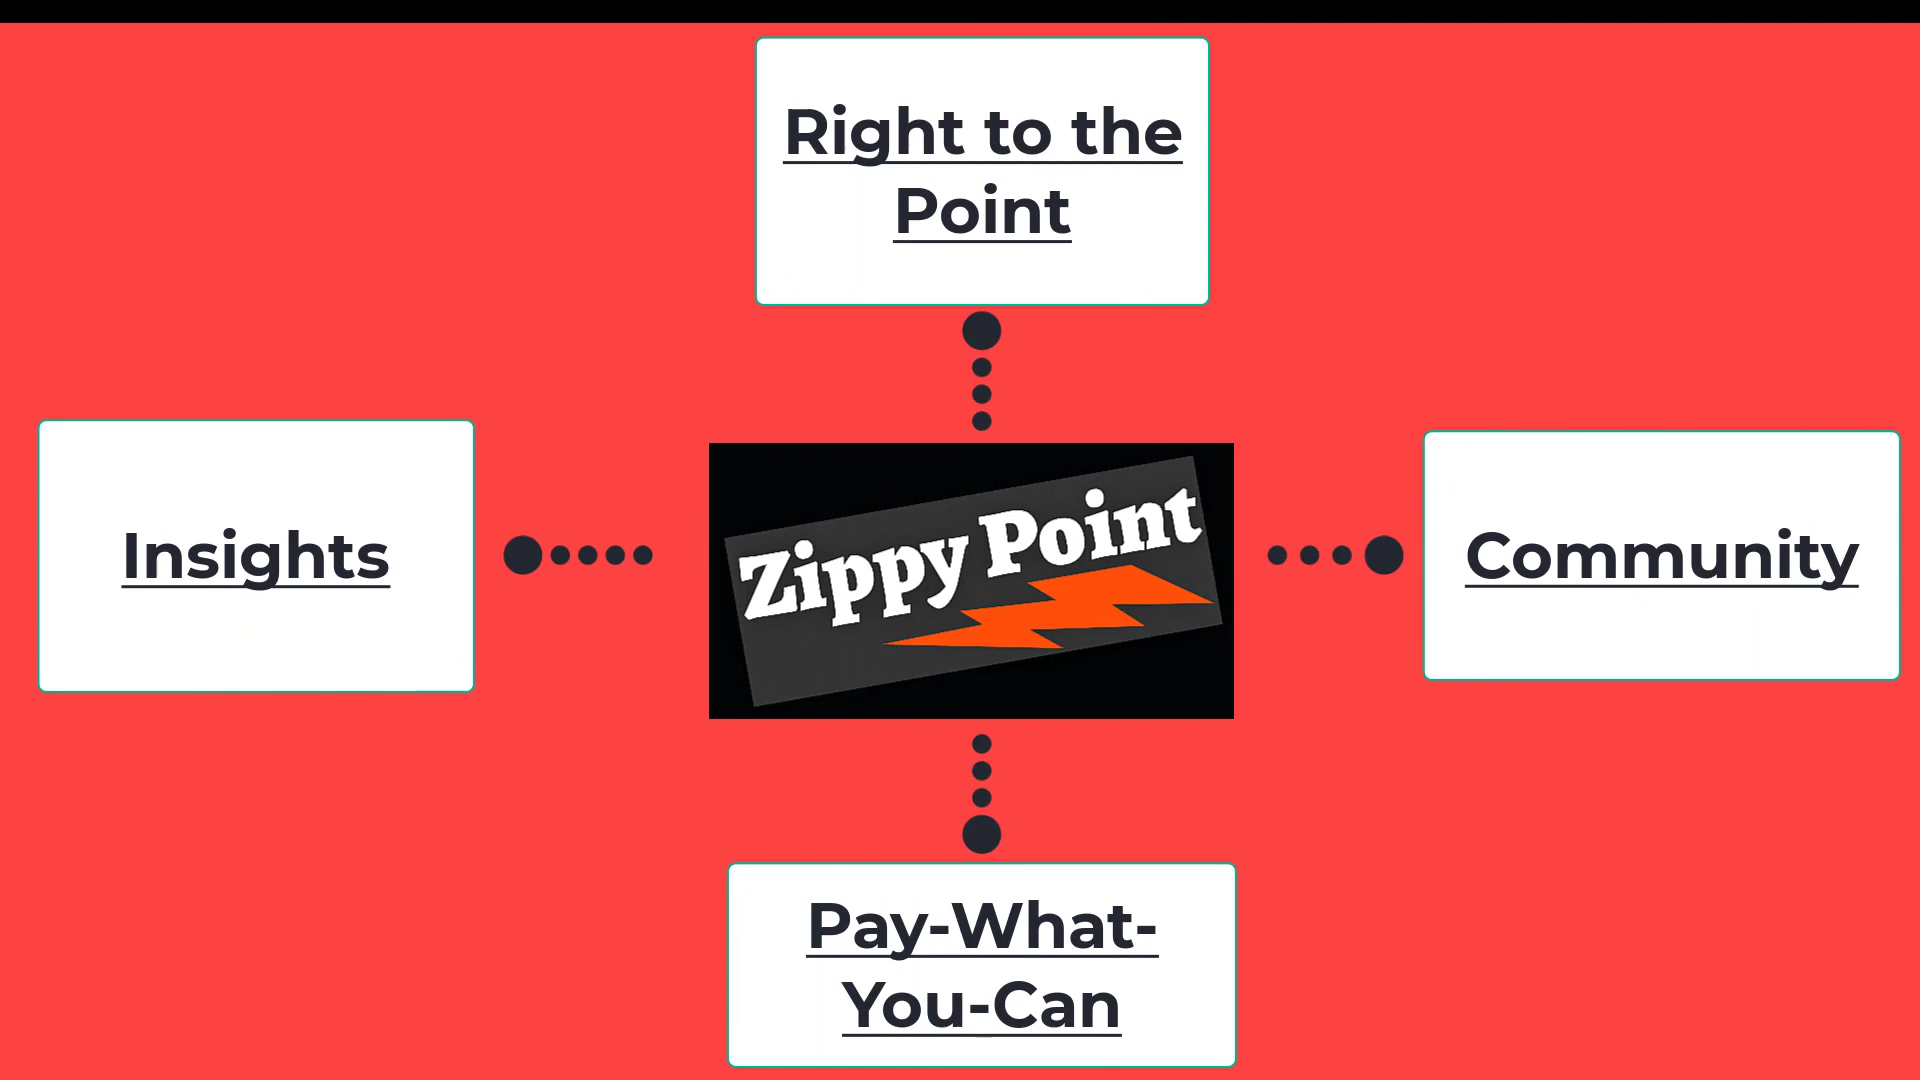 Right to the
Point
Insights
Zippy Point
Community
Pay-What-
You-Can